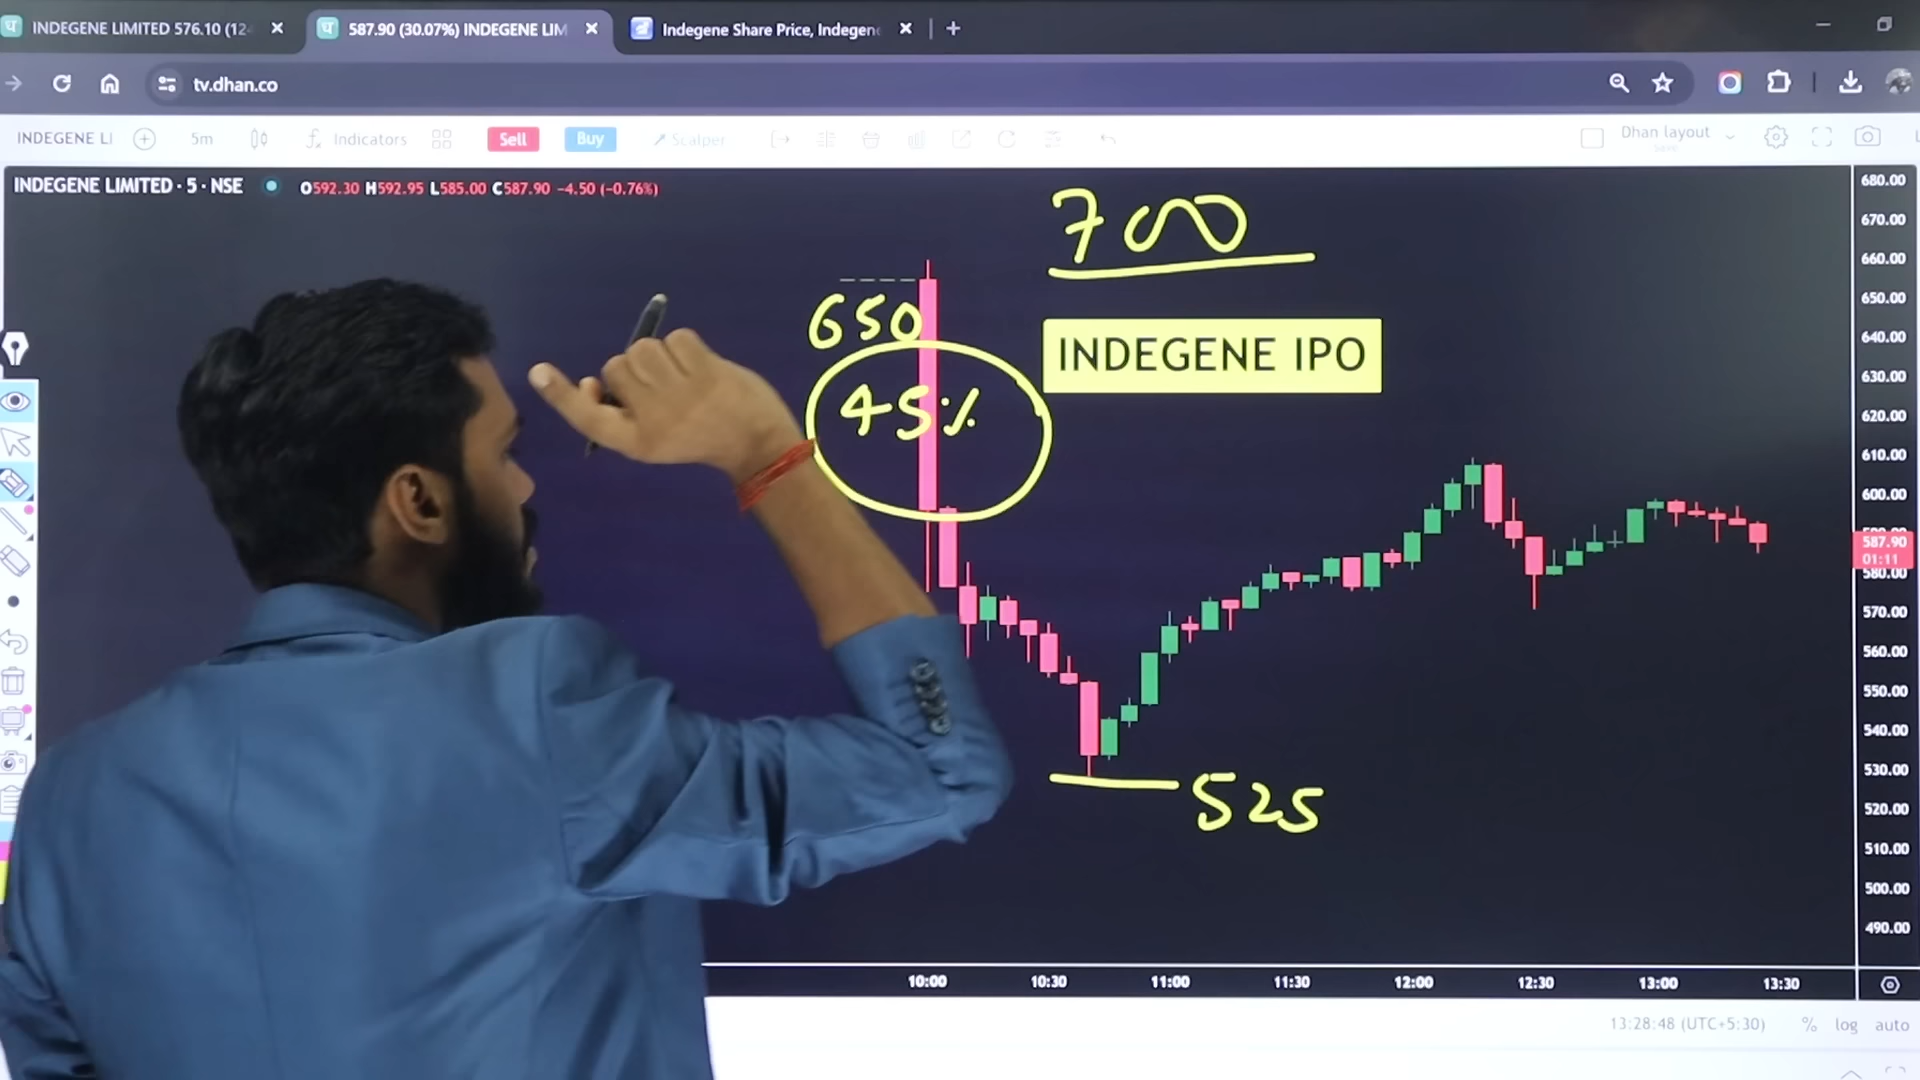 INDEGENE LIMITED 576.10 (12
587.90 (30.07%) INDEGENE LIM
Indegene Share Price, Indegen
tv.dhan.co
INDEGENE LI
5m
Indicators
Sell
Buy
Scalper
Dhan layout
Save
INDEGENE LIMITED · 5 · NSE
O592.30 H592.95 L585.00 C587.90 -4.50 (-0.76%)
700
650
45%
INDEGENE IPO
525
680.00
670.00
660.00
650.00
640.00
630.00
620.00
610.00
600.00
587.90
01:11
580.00
570.00
560.00
550.00
540.00
530.00
520.00
510.00
500.00
490.00
10:00
10:30
11:00
11:30
12:00
12:30
13:00
13:30
13:28:48 (UTC+5:30)
%
log
auto